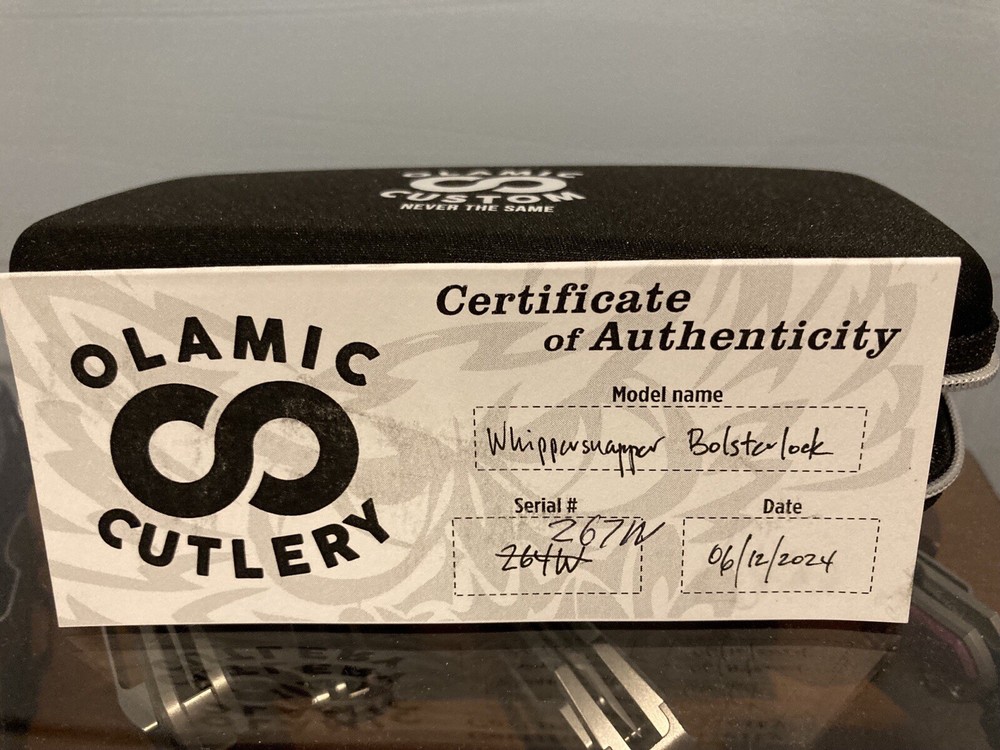 OLAMIC
CUSTOM
NEVER THE SAME
OLAMIC
CUTLERY
Certificate
of Authenticity
Model name
Whippersnapper Bolsterlock
Serial #
267W
264W
Date
06/12/2024